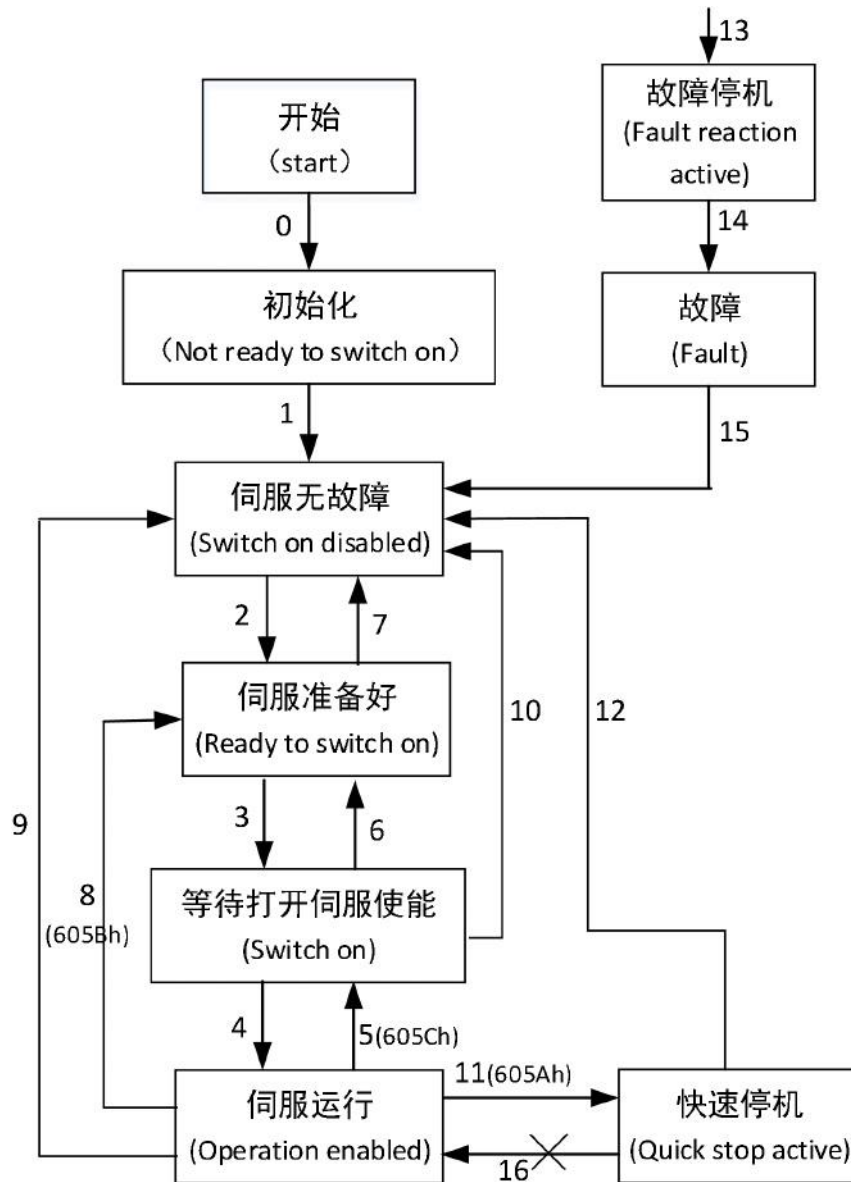 13
开始
（start）
故障停机
(Fault reaction
active)
0
14
初始化
（Not ready to switch on）
故障
(Fault)
1
15
伺服无故障
(Switch on disabled)
2
7
伺服准备好
(Ready to switch on)
10
12
9
3
6
8
(605Bh)
等待打开伺服使能
(Switch on)
4
5(605Ch)
11(605Ah)
伺服运行
(Operation enabled)
快速停机
(Quick stop active)
16